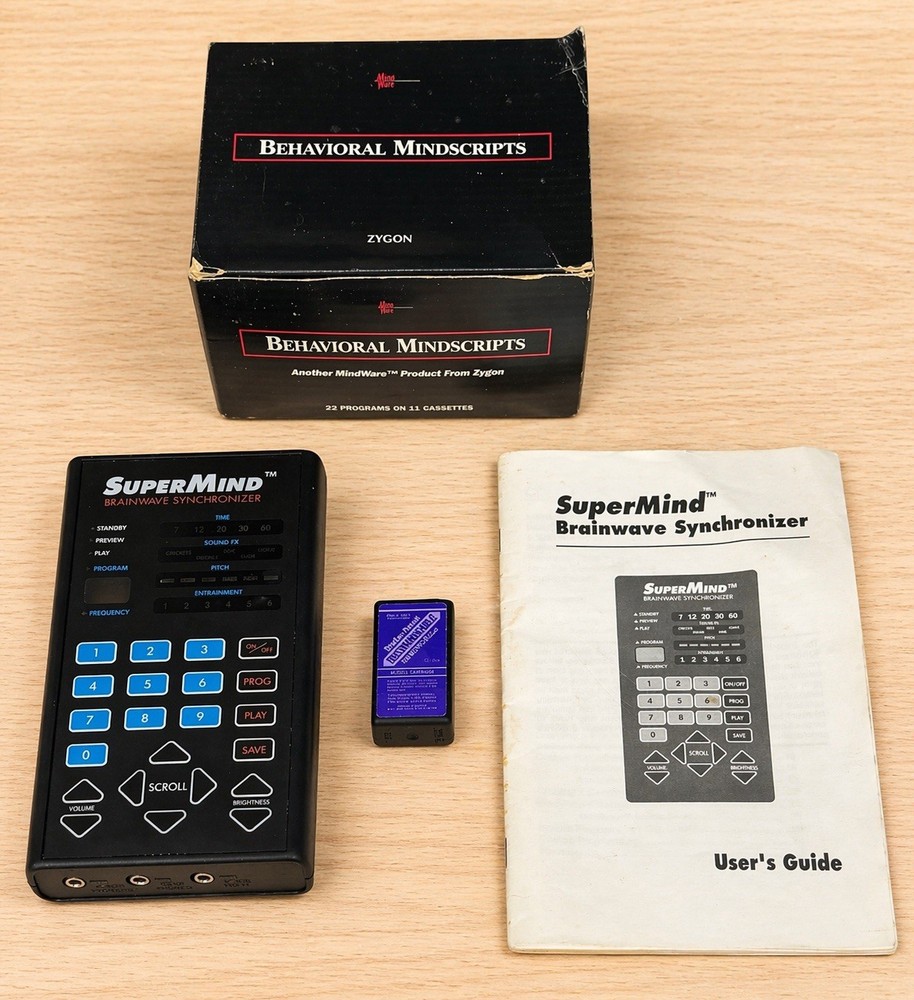 Mind
Ware
BEHAVIORAL MINDSCRIPTS
ZYGON
Mind
Ware
BEHAVIORAL MINDSCRIPTS
Another MindWare™ Product From Zygon
22 PROGRAMS ON 11 CASSETTES
SUPERMIND™
BRAINWAVE SYNCHRONIZER
STANDBY
PREVIEW
PLAY
PROGRAM
FREQUENCY
TIME
7 12 20 30 60
SOUND FX
PITCH
ENTRAINMENT
1 2 3 4 5 6
1 2 3 ON/OFF
4 5 6 PROG
7 8 9 PLAY
0 SAVE
VOLUME
SCROLL
BRIGHTNESS
SuperMind™
Brainwave Synchronizer
SUPERMIND™
BRAINWAVE SYNCHRONIZER
STANDBY
PREVIEW
PLAY
PROGRAM
FREQUENCY
7 12 20 30 60
PITCH
ENTRAINMENT
1 2 3 4 5 6
1 2 3 ON/OFF
4 5 6 PROG
7 8 9 PLAY
0 SAVE
VOLUME
SCROLL
BRIGHTNESS
User's Guide